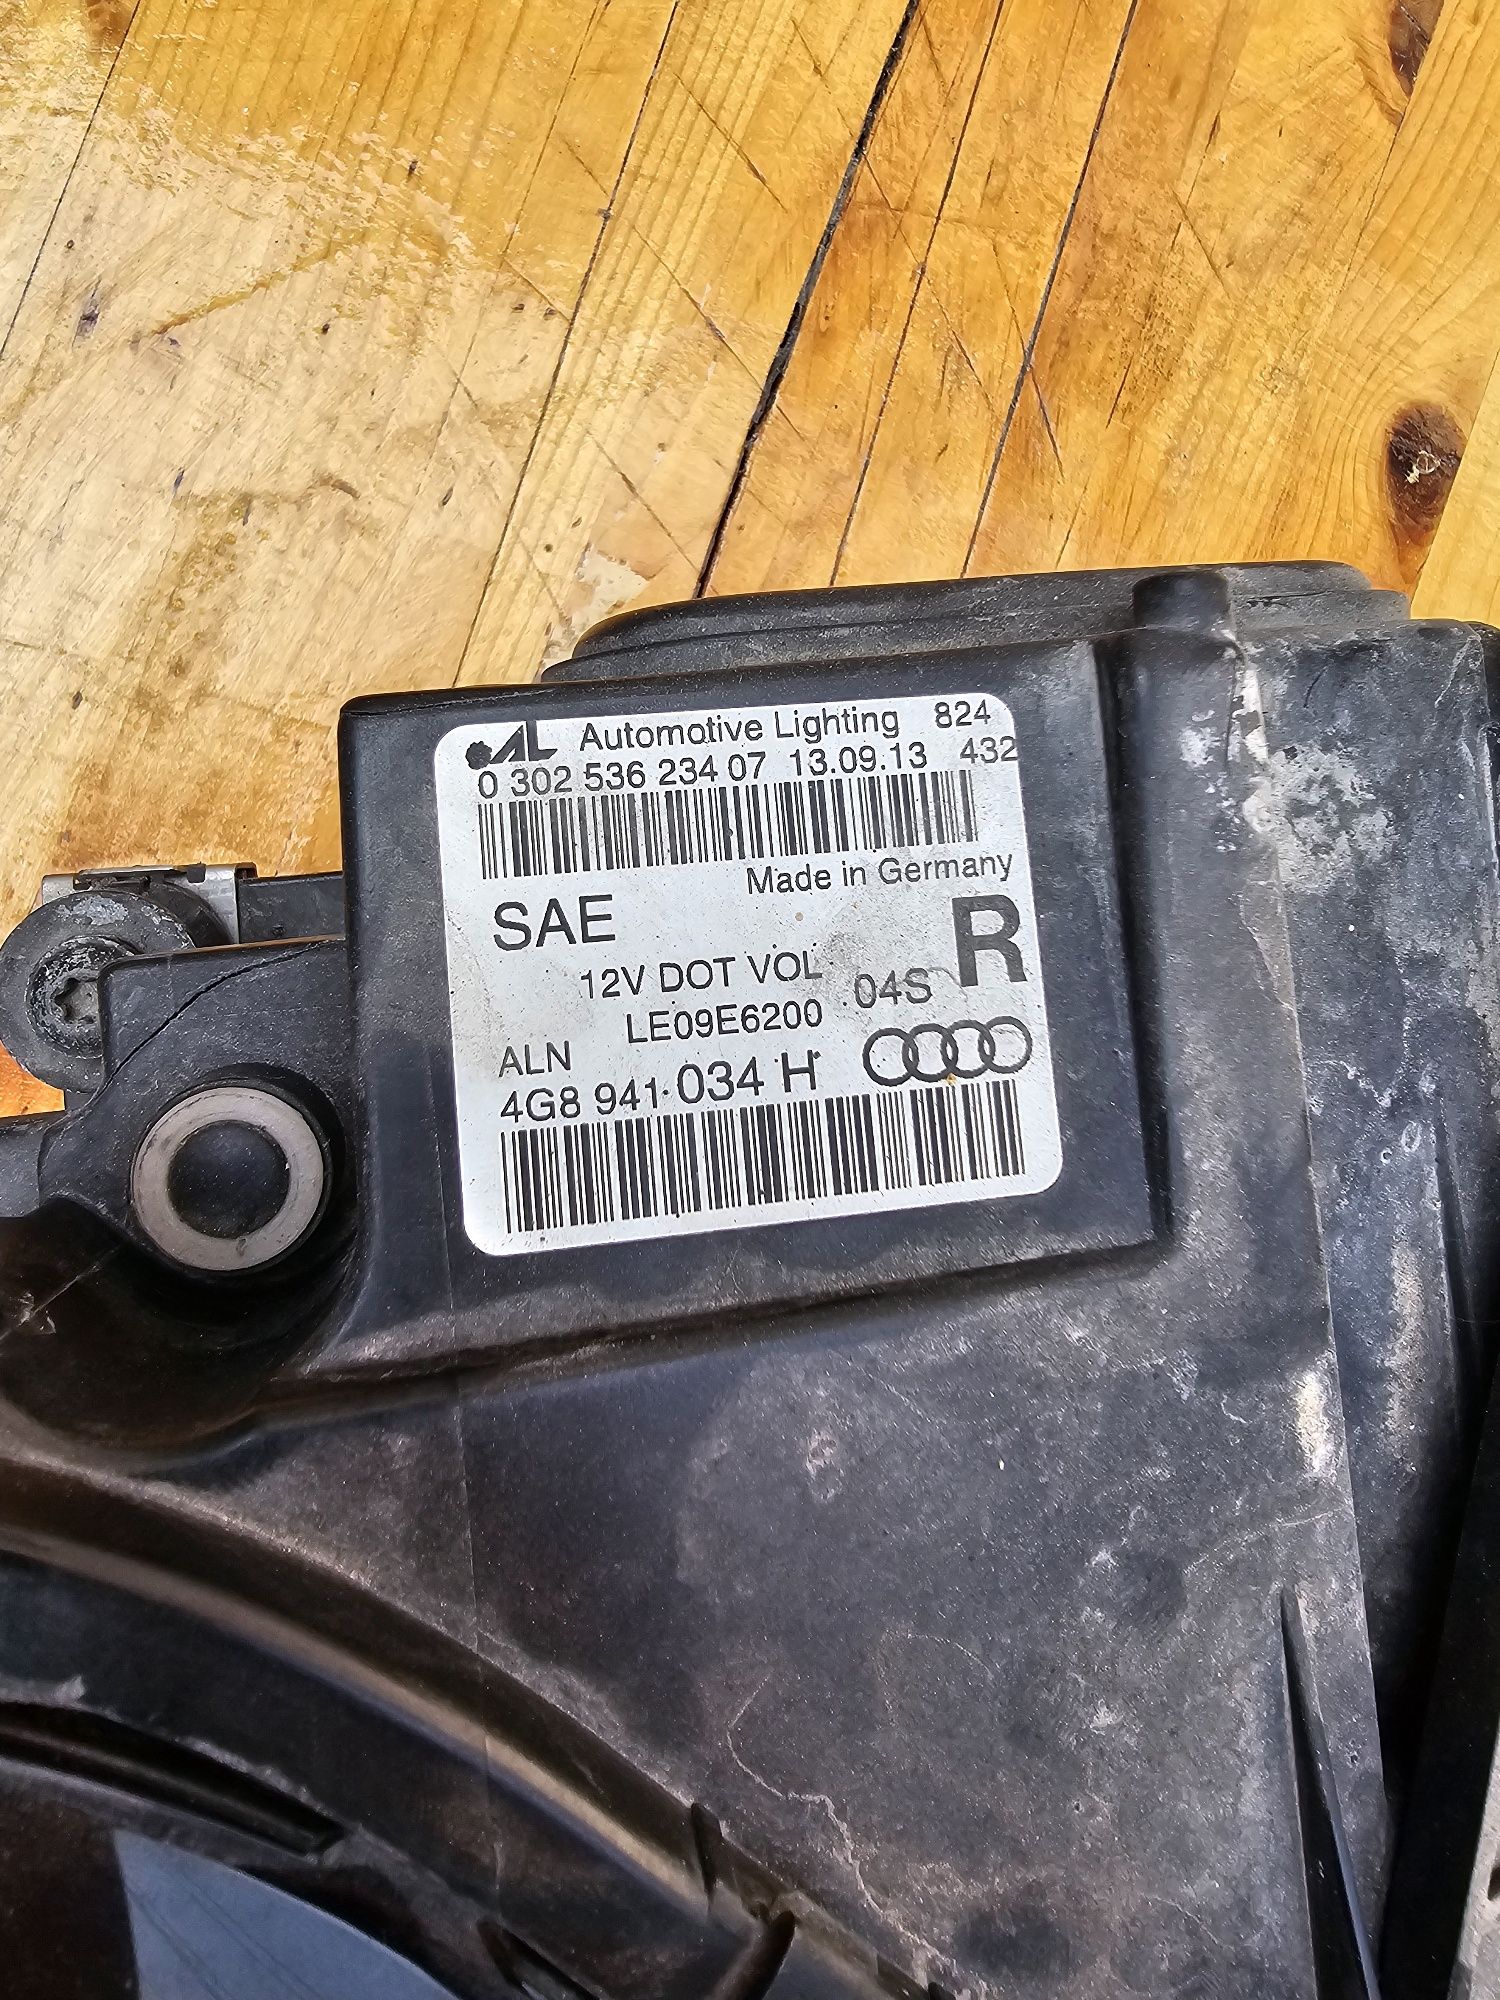 AL Automotive Lighting 824
0 302 536 234 07 13.09.13 432
Made in Germany
SAE R
12V DOT VOL 04S
LE09E6200
ALN
4G8 941 034 H